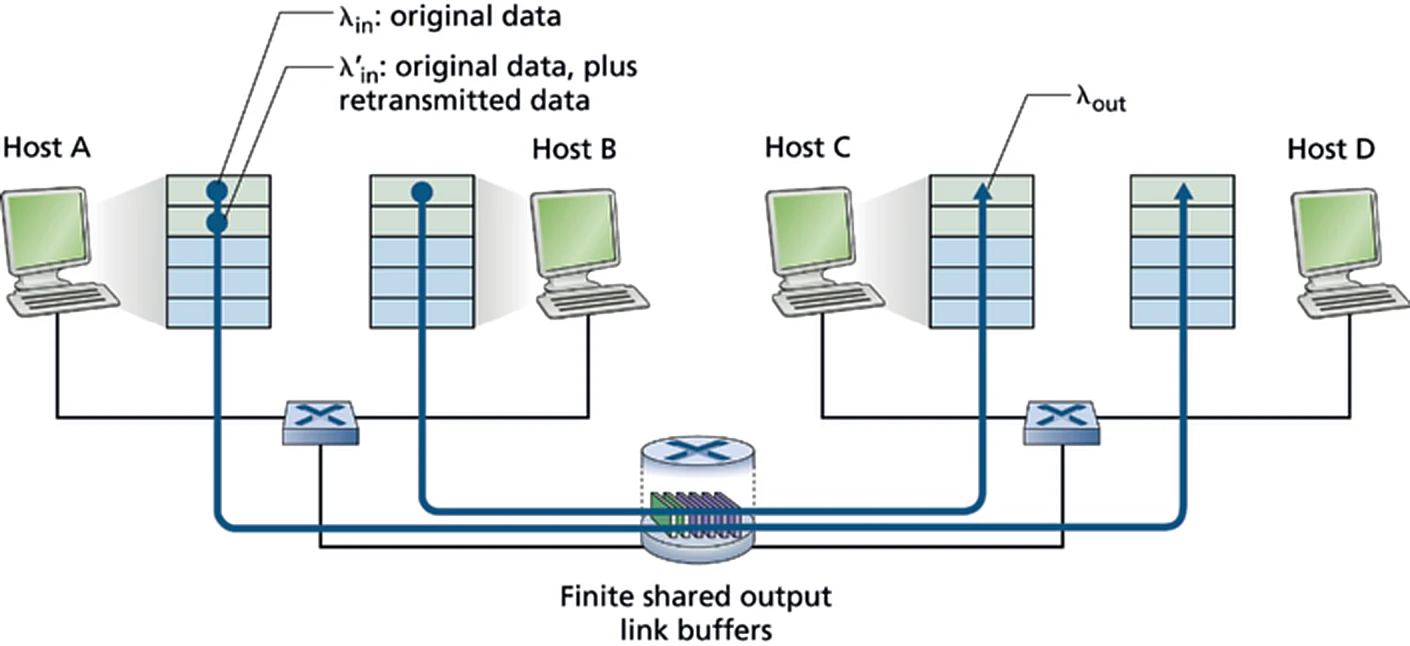 λin: original data
λ′in: original data, plus
retransmitted data
λout
Host A
Host B
Host C
Host D
Finite shared output
link buffers